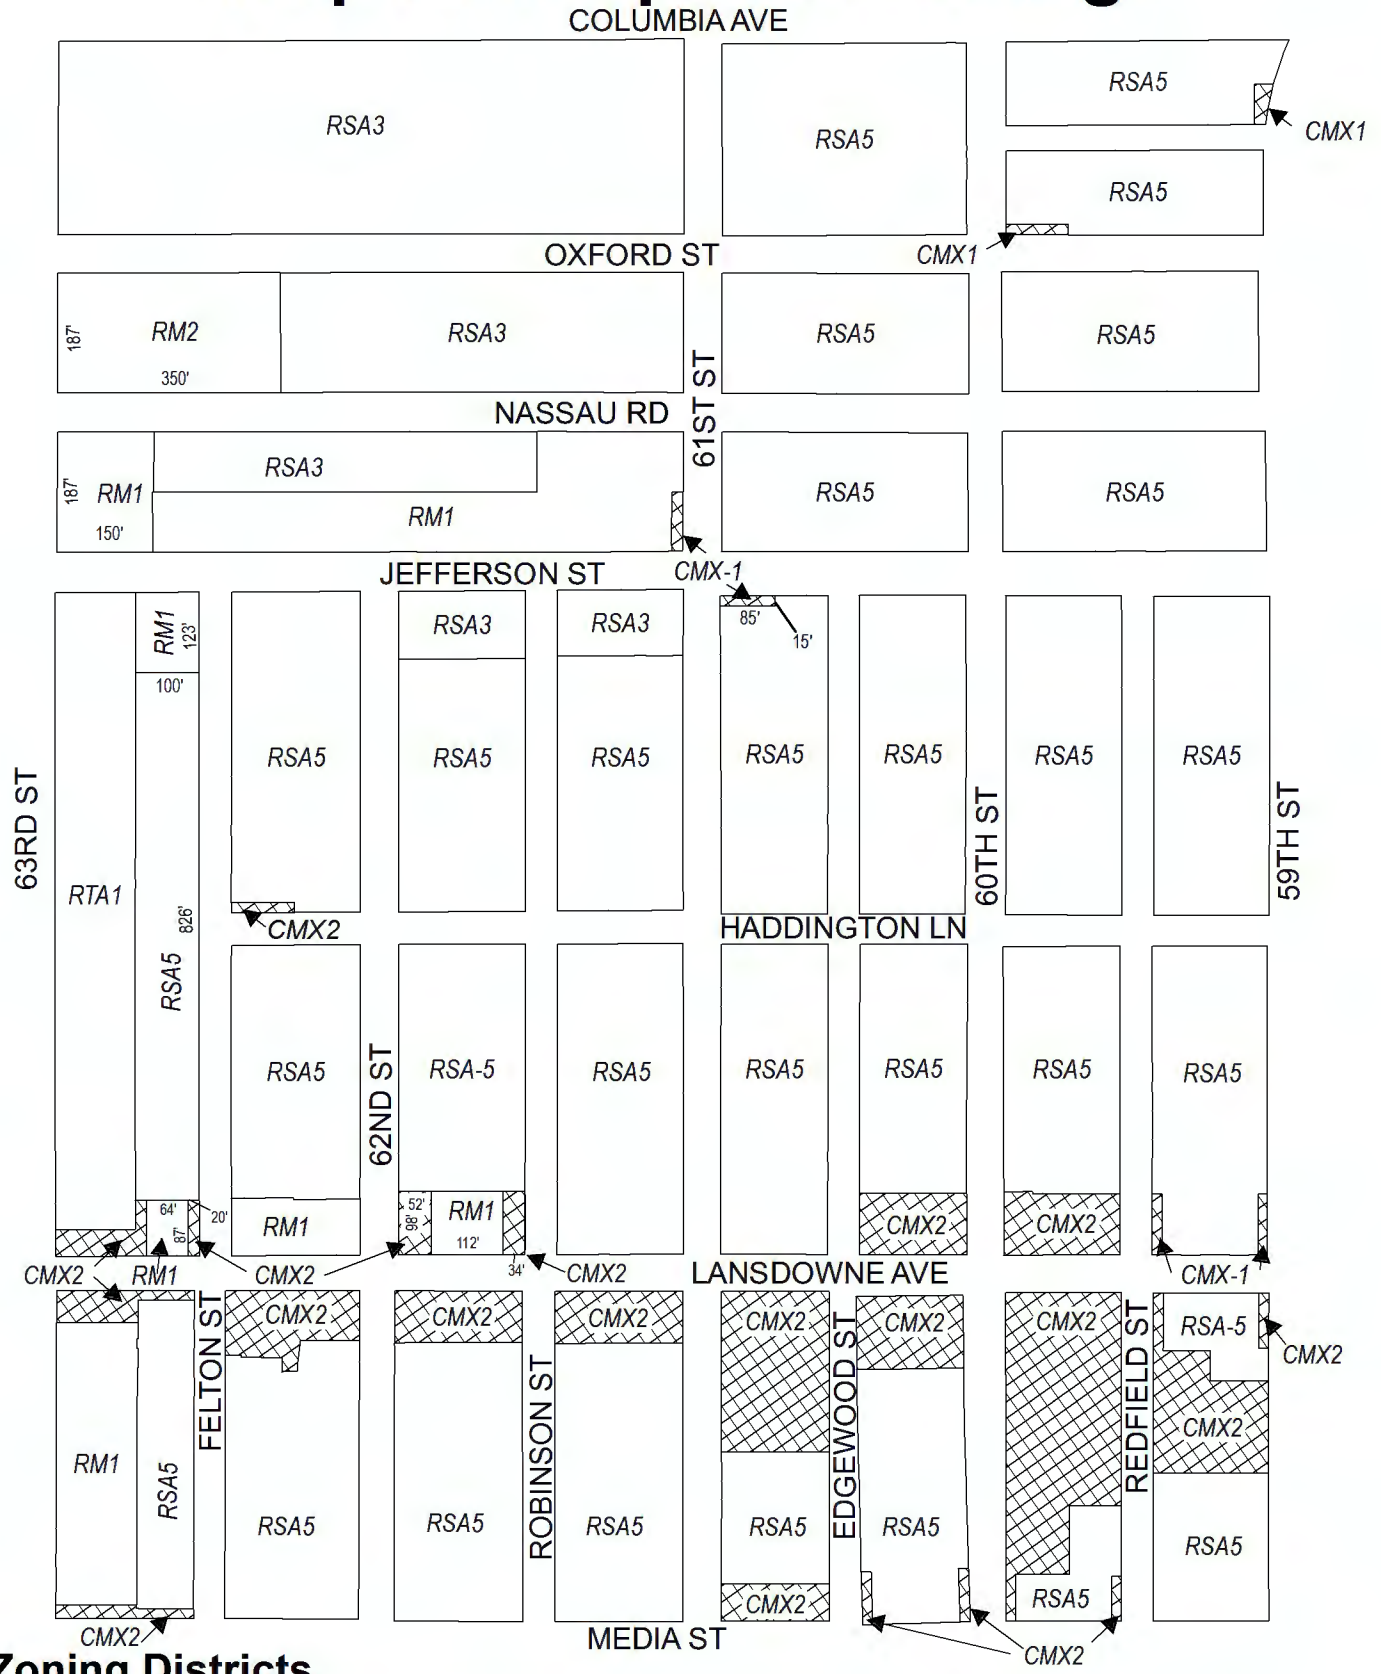 COLUMBIA AVE
RSA3
RSA5
RSA5
CMX1
RSA5
CMX1
OXFORD ST
187'
RM2
350'
RSA3
RSA5
RSA5
61ST ST
NASSAU RD
187'
RM1
150'
RSA3
RM1
RSA5
RSA5
JEFFERSON ST
CMX-1
RM1
123'
100'
RSA3
RSA3
85'
15'
63RD ST
RTA1
826'
RSA5
RSA5
RSA5
RSA5
RSA5
RSA5
RSA5
RSA5
60TH ST
59TH ST
CMX2
HADDINGTON LN
62ND ST
RSA5
RSA-5
RSA5
RSA5
RSA5
RSA5
RSA5
64'
87'
20'
RM1
52'
98'
RM1
112'
34'
CMX2
CMX2
CMX2
RM1
CMX2
CMX2
LANSDOWNE AVE
CMX-1
FELTON ST
CMX2
CMX2
CMX2
CMX2
CMX2
CMX2
RSA-5
CMX2
EDGEWOOD ST
REDFIELD ST
ROBINSON ST
CMX2
RM1
RSA5
RSA5
RSA5
RSA5
RSA5
RSA5
RSA5
RSA5
CMX2
CMX2
MEDIA ST
CMX2
Zoning Districts